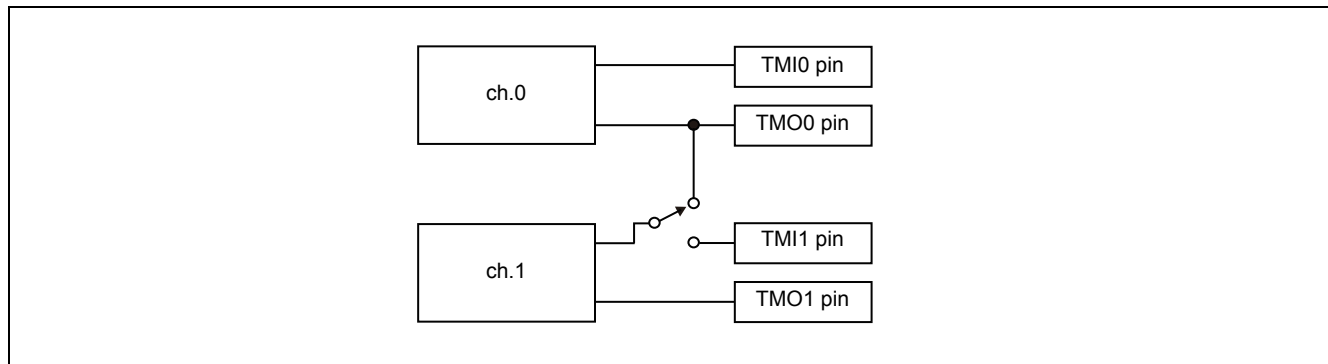 TMI0 pin
ch.0
TMO0 pin
TMI1 pin
ch.1
TMO1 pin